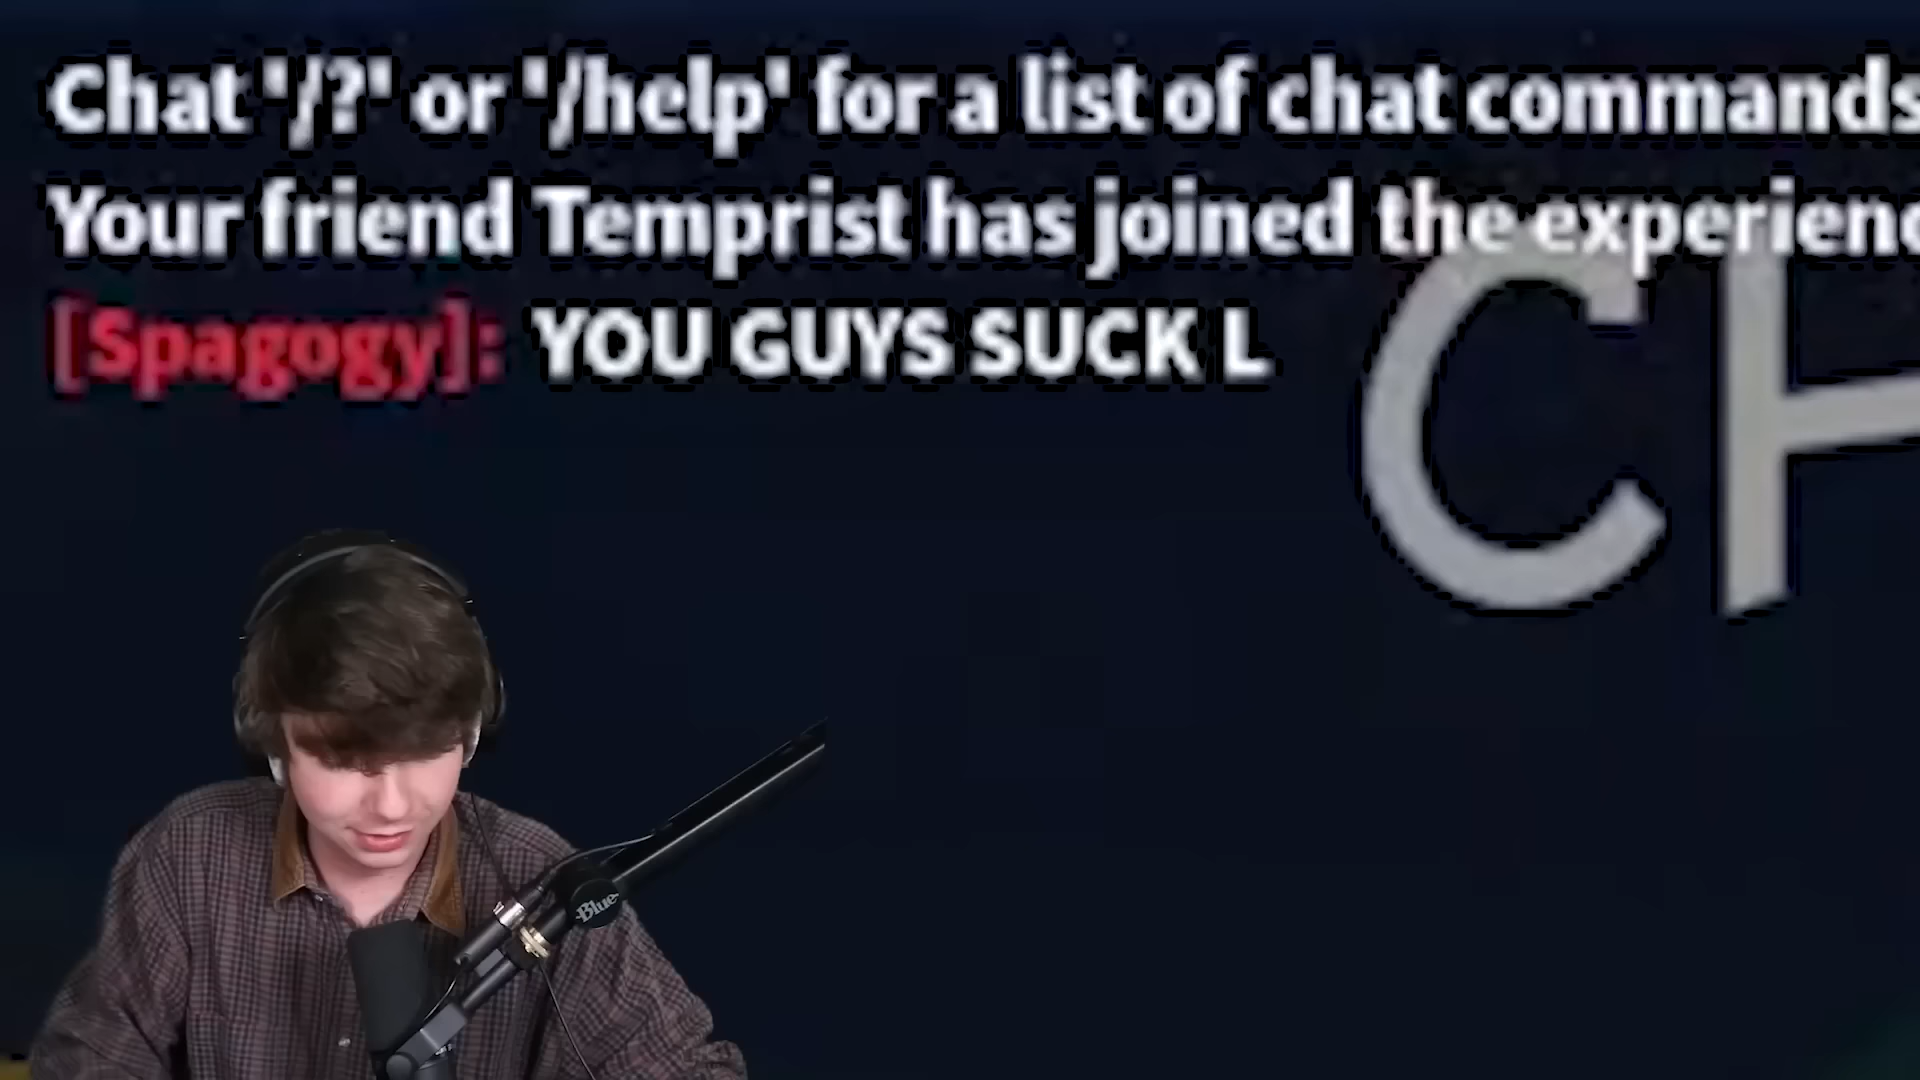 Chat '/?' or '/help' for a list of chat commands
Your friend Temprist has joined the
[Spagogy]: YOU GUYS SUCK L
CH
Blue